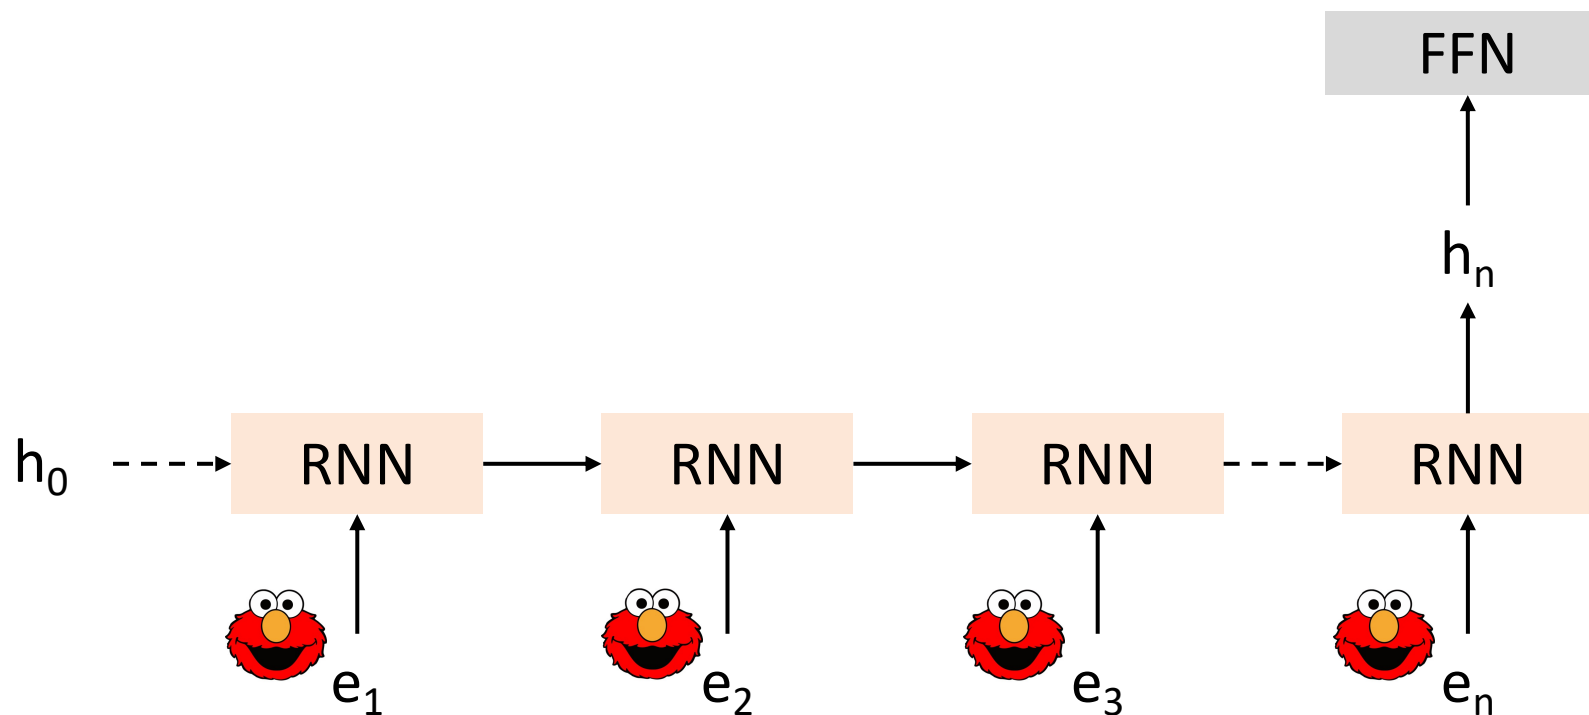 FFN
hₙ
h₀ RNN RNN RNN RNN
e₁ e₂ e₃ eₙ